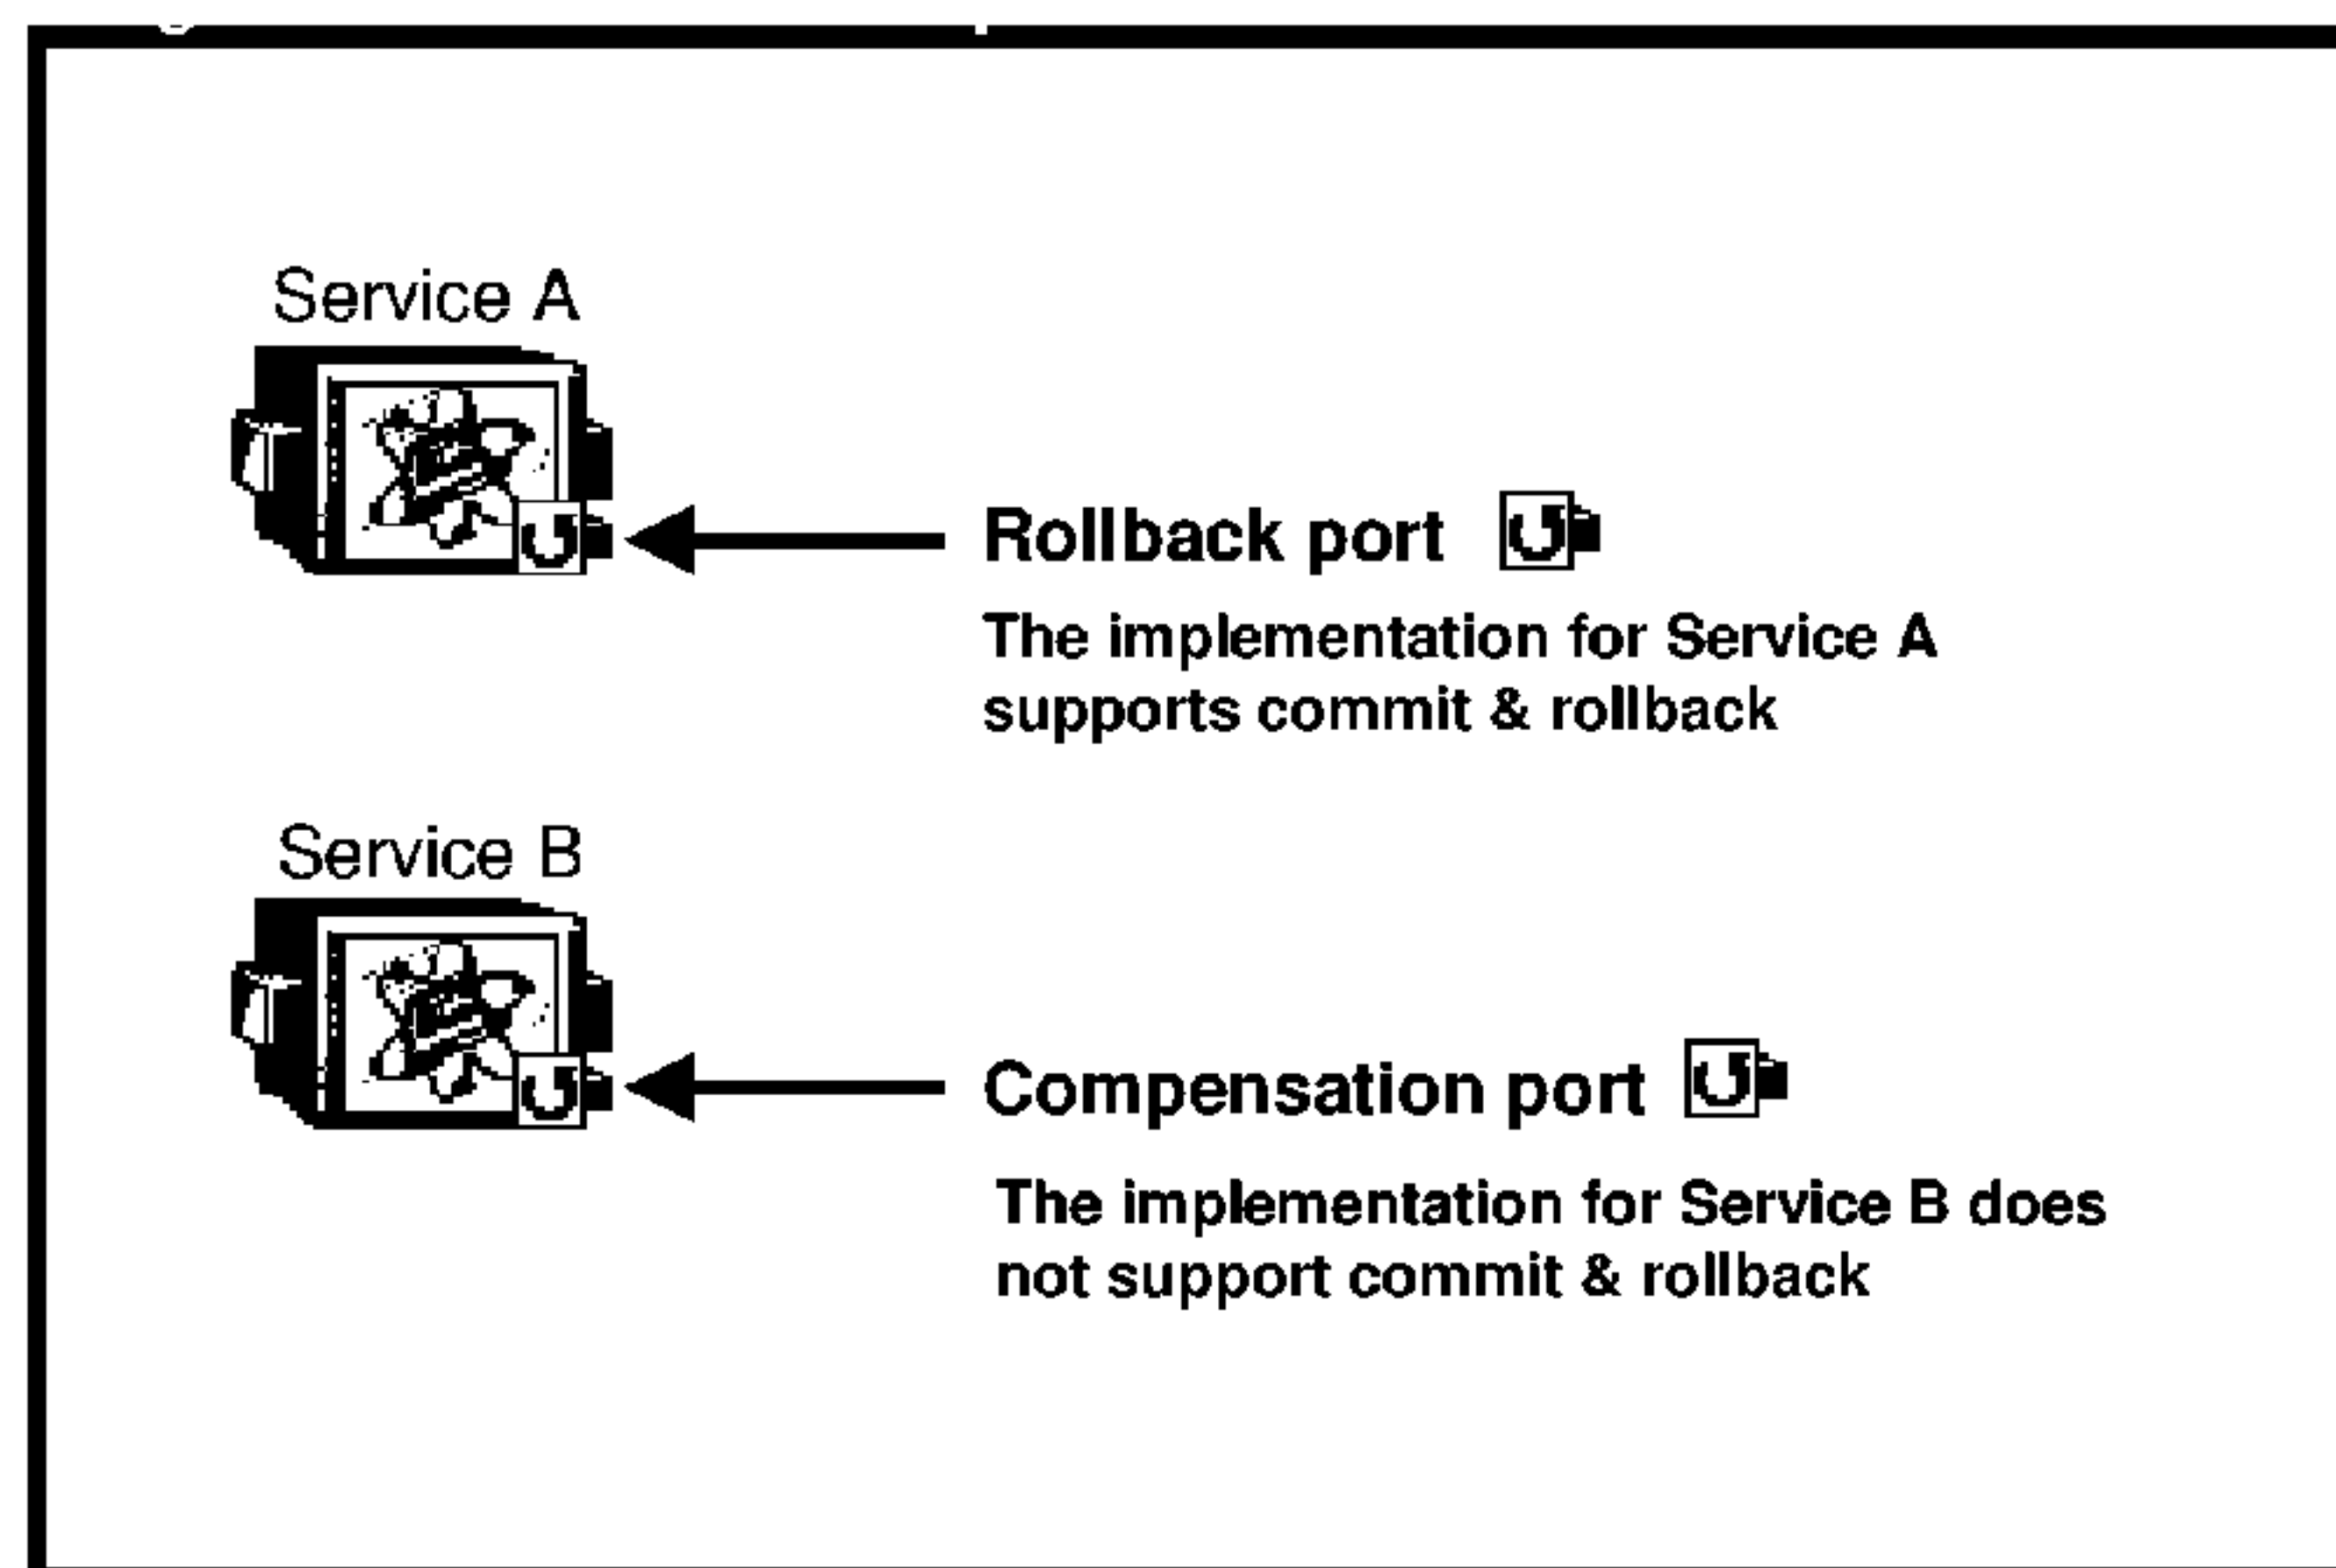 Service A
Rollback port
The implementation for Service A
supports commit & rollback
Service B
Compensation port
The implementation for Service B does
not support commit & rollback